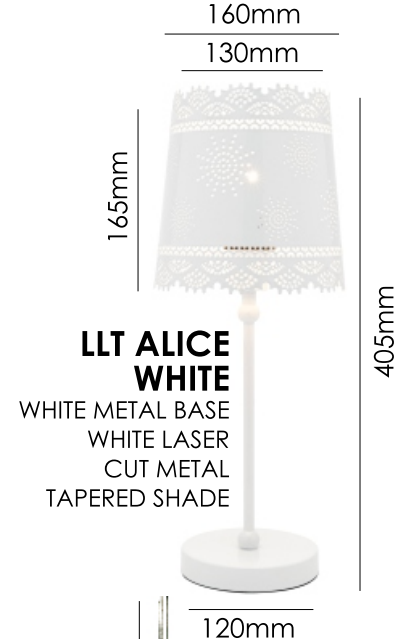 160mm
130mm
165mm
405mm
LLT ALICE
WHITE
WHITE METAL BASE
WHITE LASER
CUT METAL
TAPERED SHADE
120mm